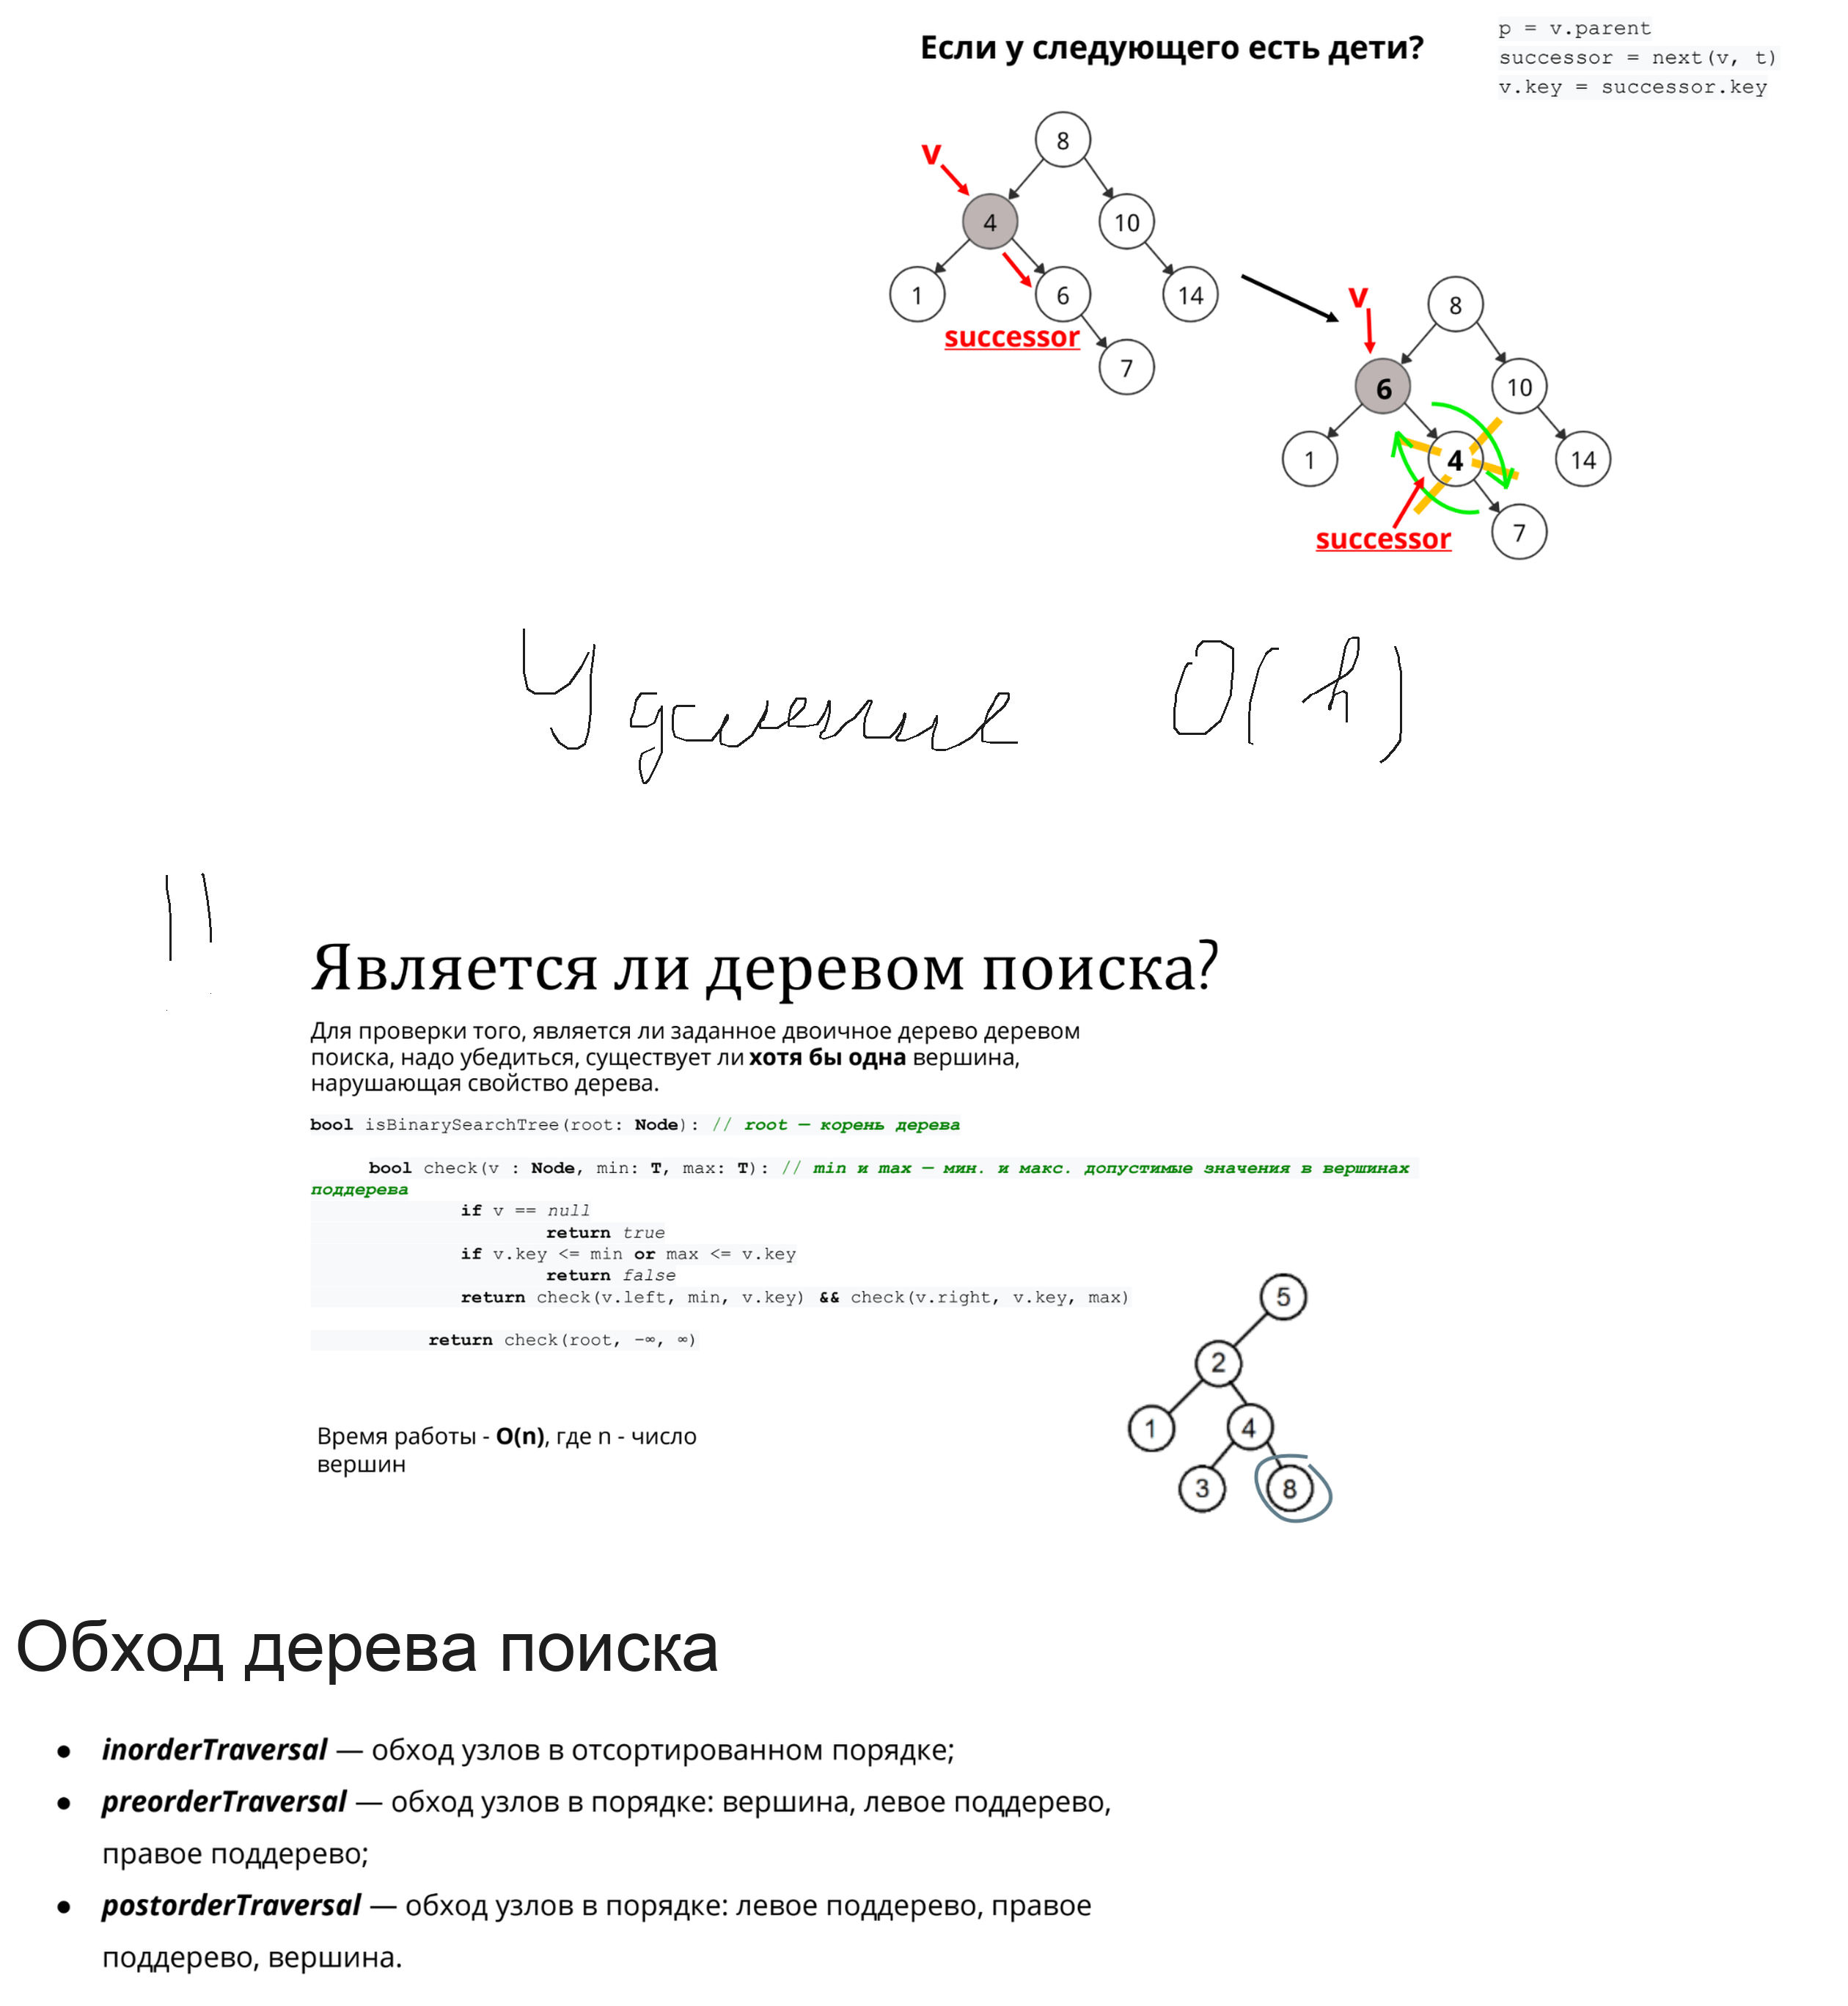 Если у следующего есть дети?
p = v.parent
successor = next(v, t)
v.key = successor.key
v
8
4
10
1
6
14
successor
7
v
8
6
10
1
4
14
successor
7
Удаление O(h)
Является ли деревом поиска?
Для проверки того, является ли заданное двоичное дерево деревом
поиска, надо убедиться, существует ли хотя бы одна вершина,
нарушающая свойство дерева.
bool isBinarySearchTree(root: Node): // root — корень дерева
bool check(v : Node, min: T, max: T): // min и max — мин. и макс. допустимые значения в вершинах
поддерева
if v == null
return true
if v.key <= min or max <= v.key
return false
return check(v.left, min, v.key) && check(v.right, v.key, max)
return check(root, -∞, ∞)
5
2
1
4
3
8
Время работы - O(n), где n - число
вершин
Обход дерева поиска
● inorderTraversal — обход узлов в отсортированном порядке;
● preorderTraversal — обход узлов в порядке: вершина, левое поддерево,
правое поддерево;
● postorderTraversal — обход узлов в порядке: левое поддерево, правое
поддерево, вершина.